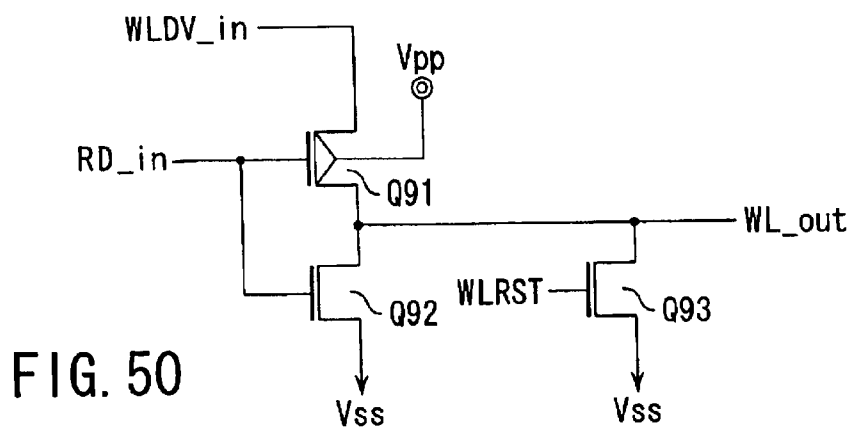 WLDV_in
Vpp
RD_in
Q91
WL_out
WLRST
Q92
Q93
FIG. 50
Vss
Vss